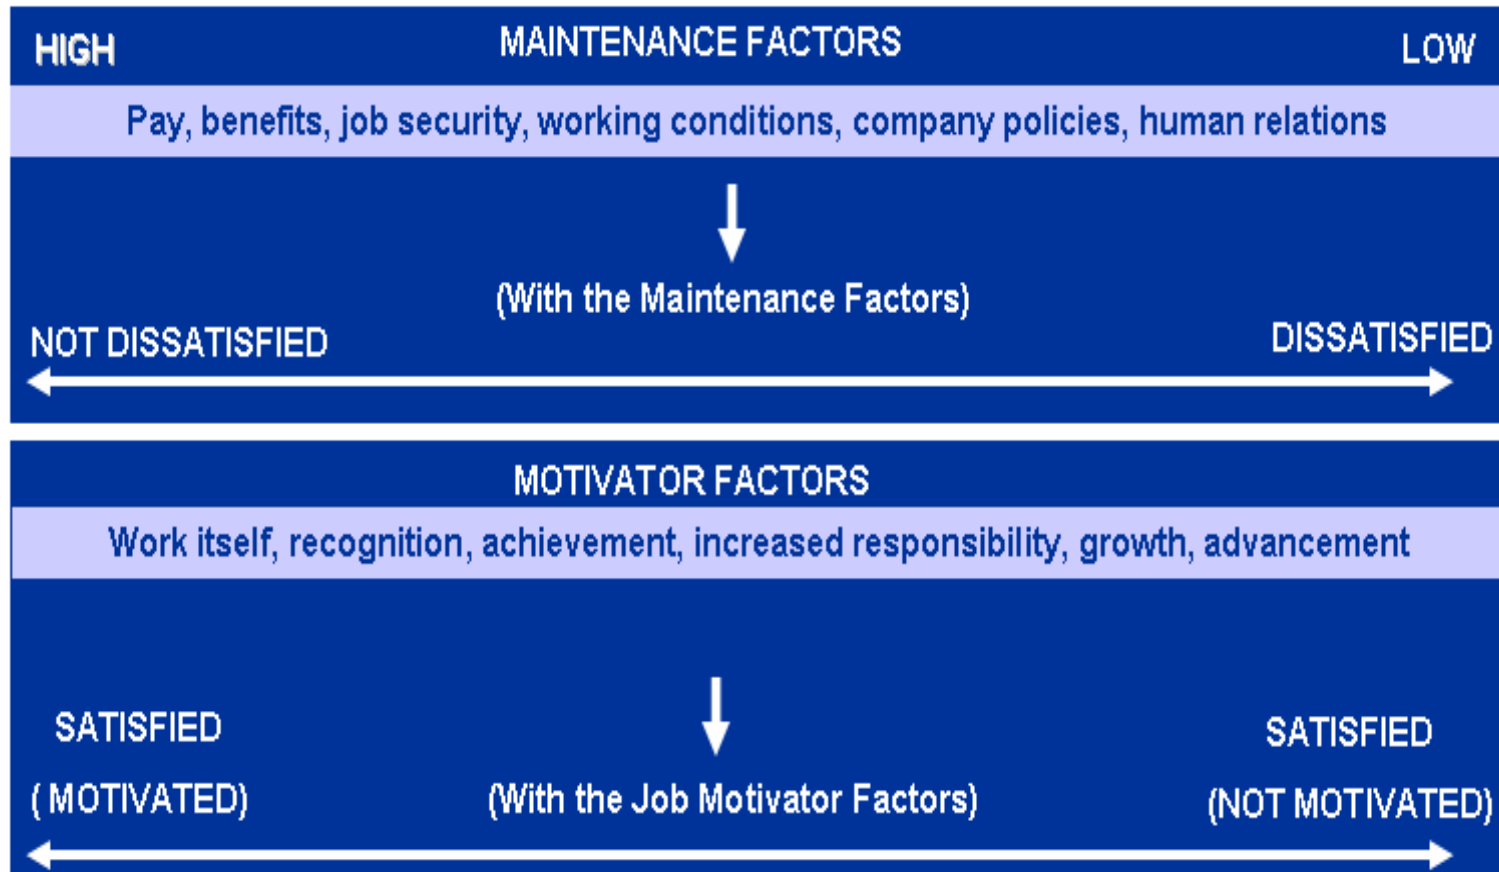 HIGH MAINTENANCE FACTORS LOW
Pay, benefits, job security, working conditions, company policies, human relations
(With the Maintenance Factors)
NOT DISSATISFIED DISSATISFIED
MOTIVATOR FACTORS
Work itself, recognition, achievement, increased responsibility, growth, advancement
SATISFIED SATISFIED
( MOTIVATED) (With the Job Motivator Factors) (NOT MOTIVATED)